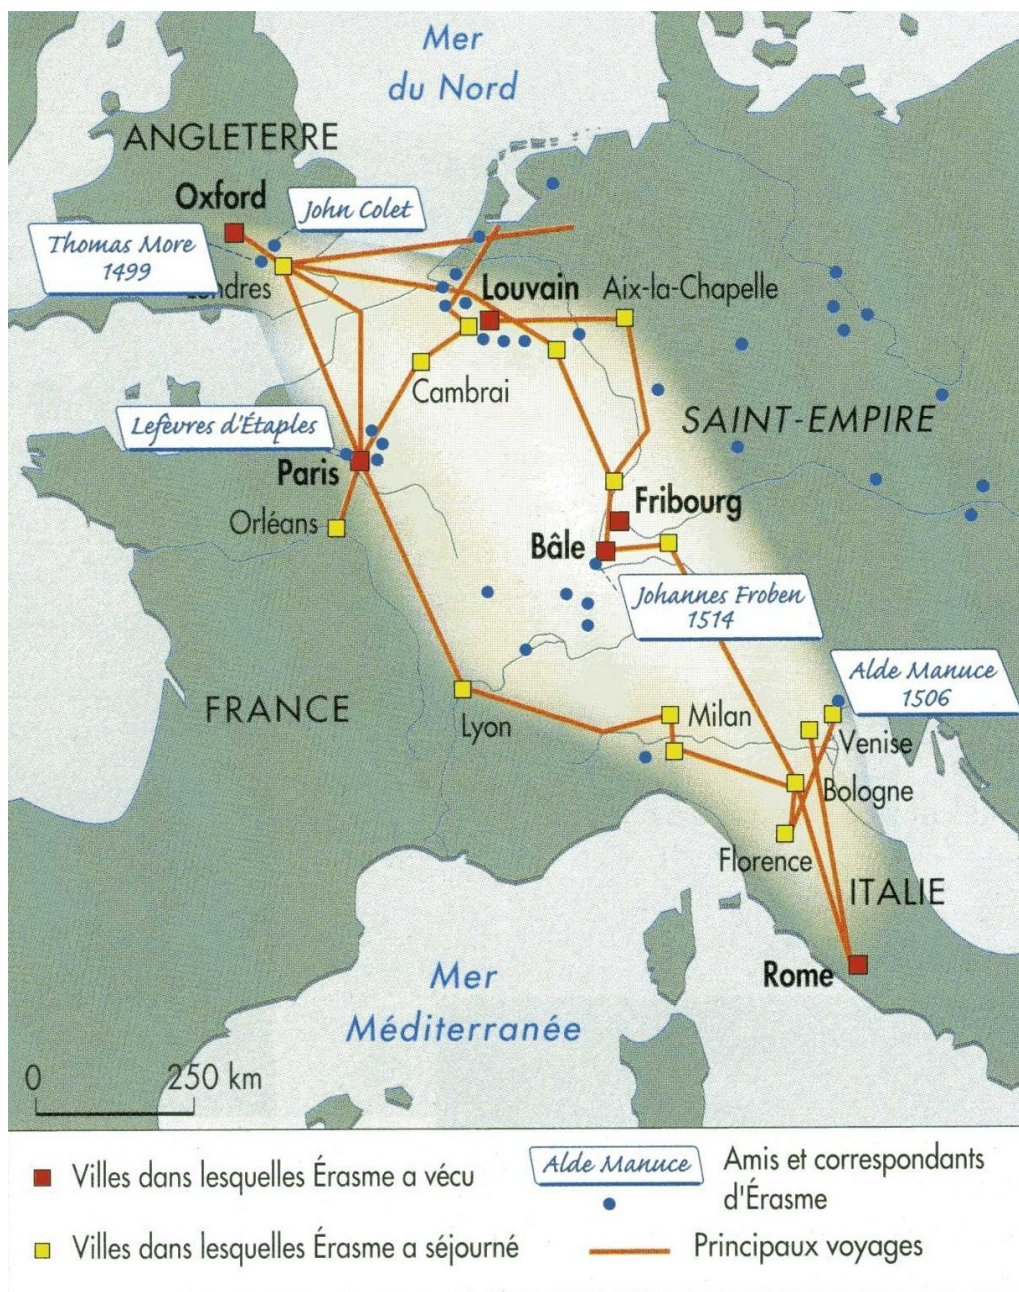 Mer
du Nord
ANGLETERRE
Oxford
John Colet
Thomas More
1499
Londres
Louvain
Aix-la-Chapelle
Cambrai
Lefèvres d'Étaples
SAINT-EMPIRE
Paris
Orléans
Fribourg
Bâle
Johannes Froben
1514
Alde Manuce
1506
FRANCE
Lyon
Milan
Venise
Bologne
Florence
ITALIE
Rome
Mer
Méditerranée
0 250 km
Villes dans lesquelles Érasme a vécu
Villes dans lesquelles Érasme a séjourné
Alde Manuce
Amis et correspondants
d'Érasme
Principaux voyages